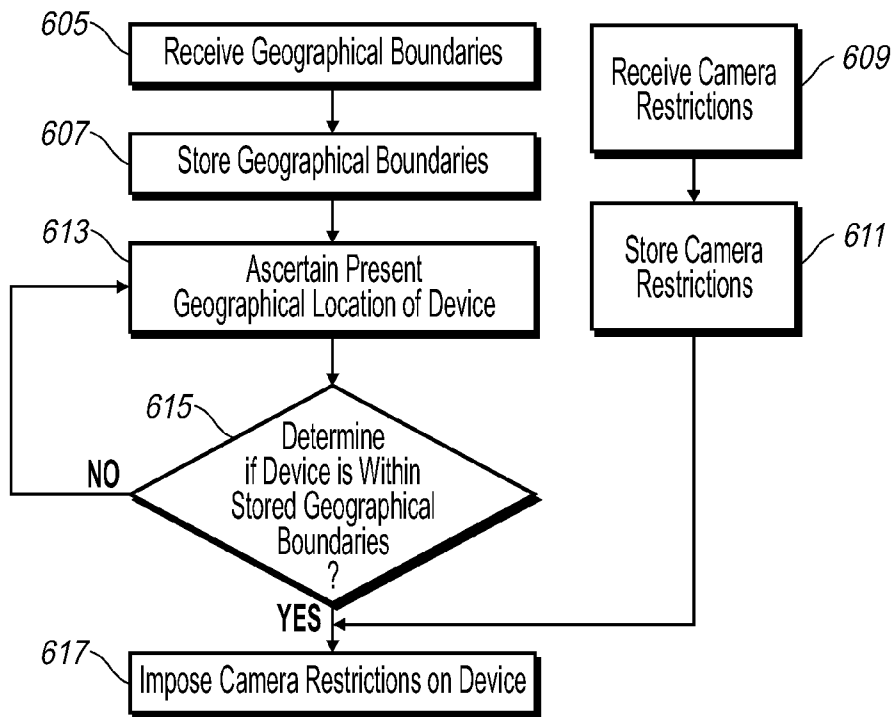 605
Receive Geographical Boundaries
607
Store Geographical Boundaries
613
Ascertain Present
Geographical Location of Device
615
Determine
if Device is Within
Stored Geographical
Boundaries
?
NO
YES
617
Impose Camera Restrictions on Device
609
Receive Camera
Restrictions
611
Store Camera
Restrictions